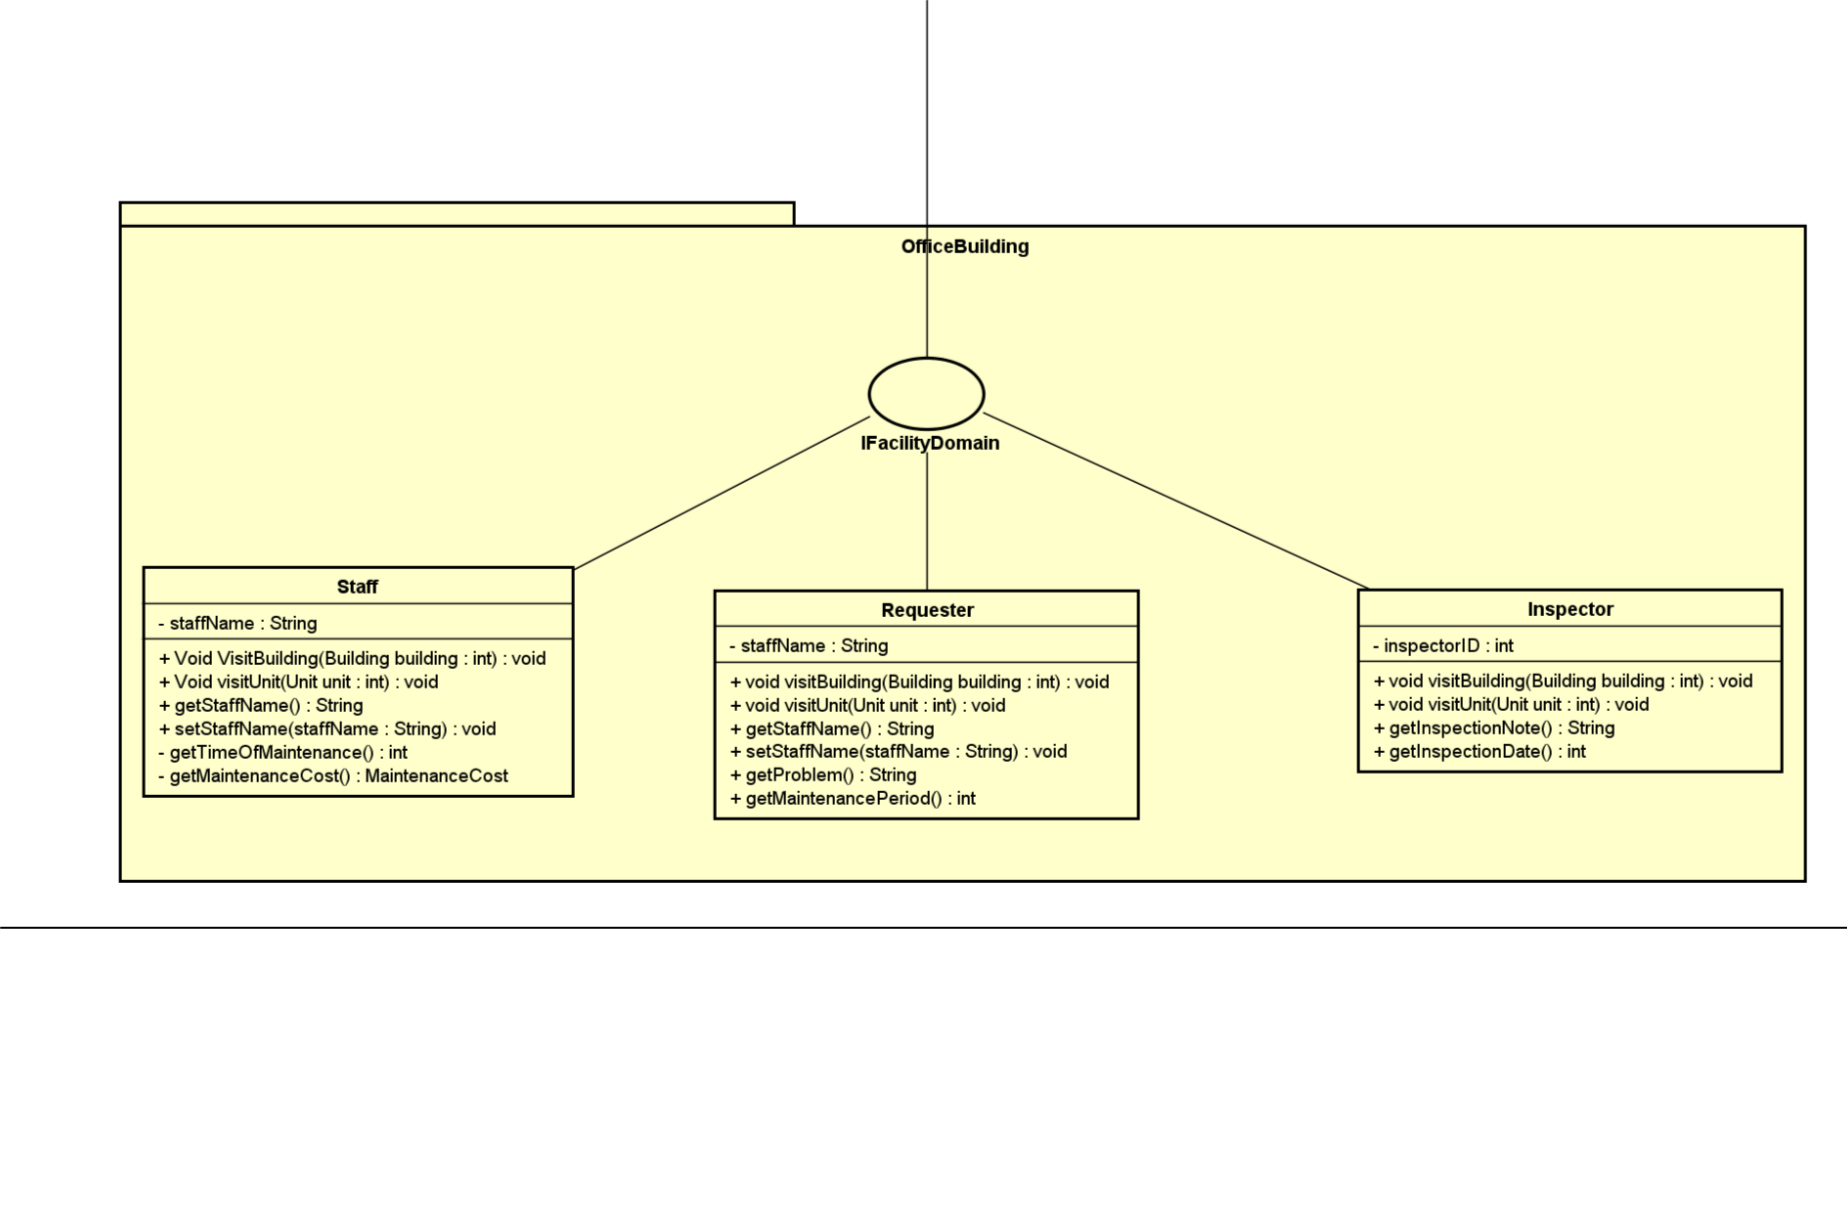 OfficeBuilding
IFacilityDomain
Staff
- staffName : String
+ Void VisitBuilding(Building building : int) : void
+ Void visitUnit(Unit unit : int) : void
+ getStaffName() : String
+ setStaffName(staffName : String) : void
- getTimeOfMaintenance() : int
- getMaintenanceCost() : MaintenanceCost
Requester
- staffName : String
+ void visitBuilding(Building building : int) : void
+ void visitUnit(Unit unit : int) : void
+ getStaffName() : String
+ setStaffName(staffName : String) : void
+ getProblem() : String
+ getMaintenancePeriod() : int
Inspector
- inspectorID : int
+ void visitBuilding(Building building : int) : void
+ void visitUnit(Unit unit : int) : void
+ getInspectionNote() : String
+ getInspectionDate() : int